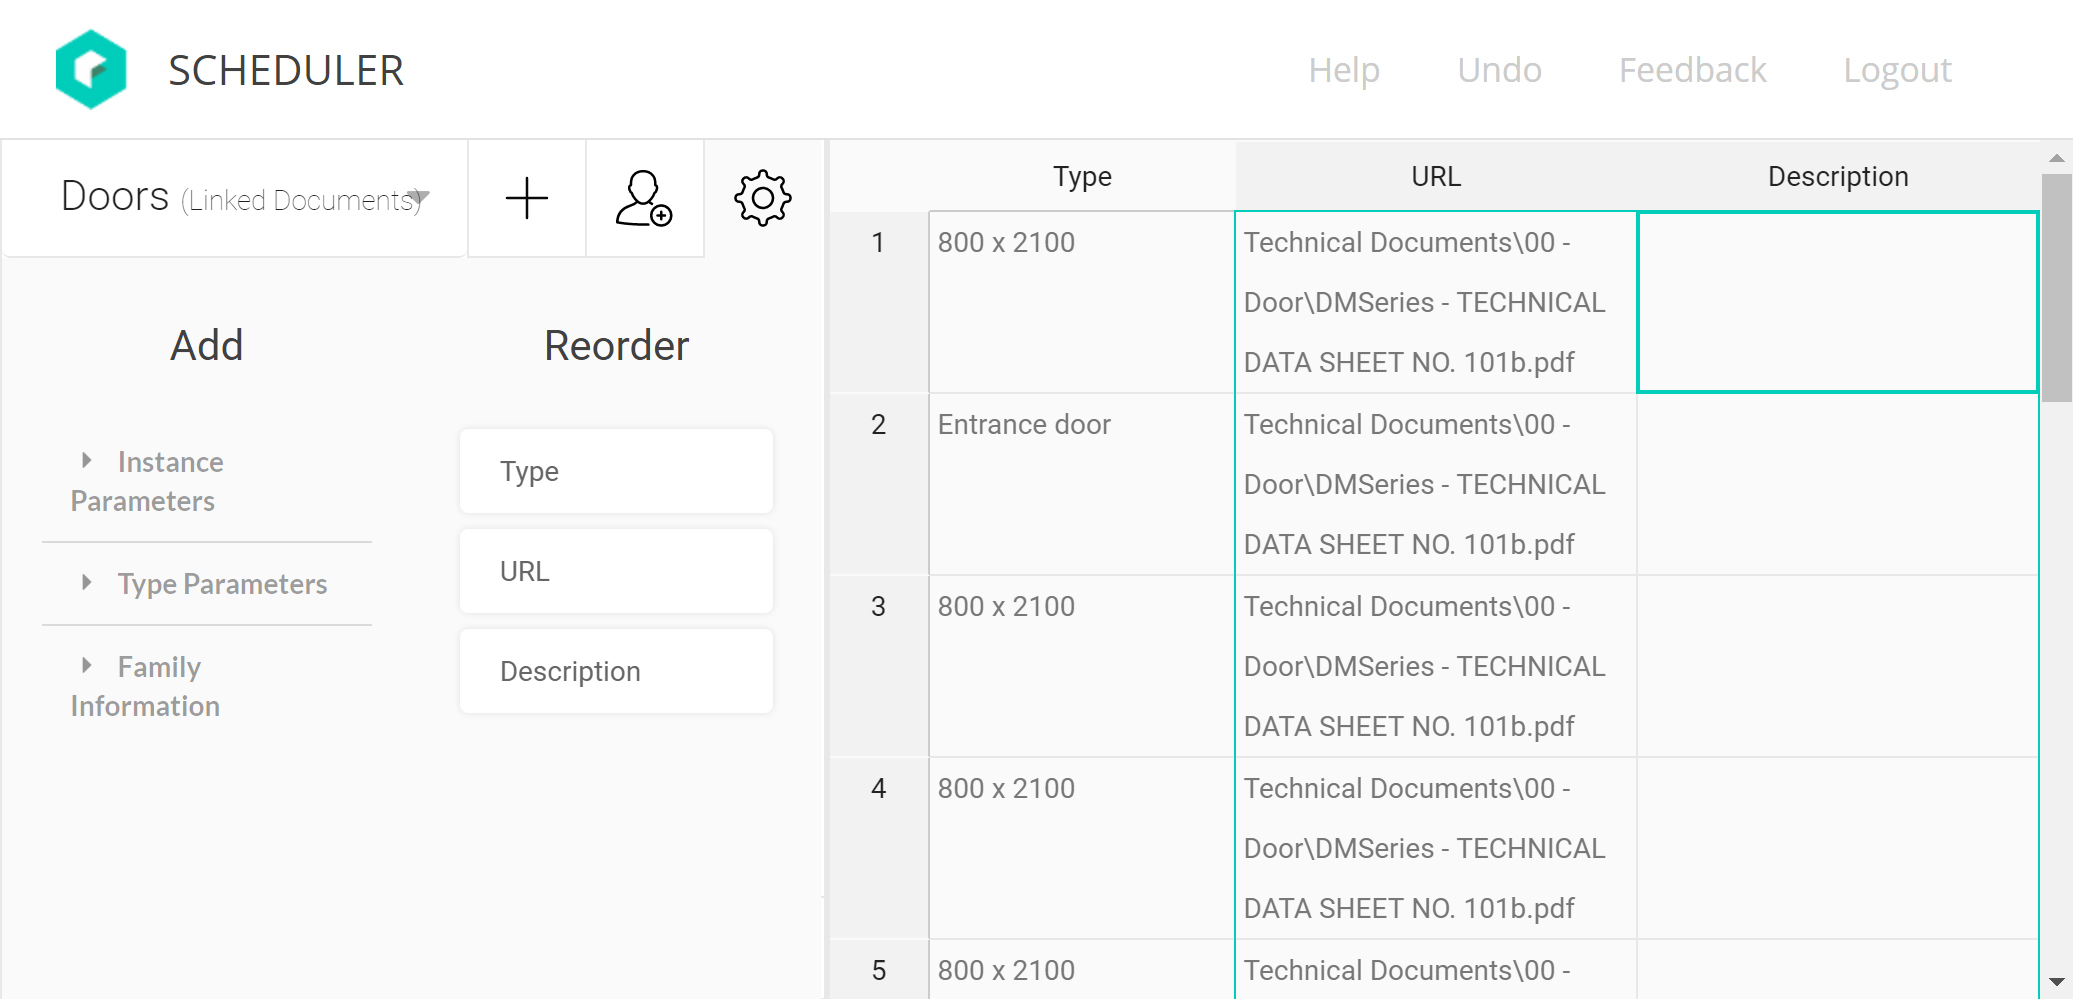 SCHEDULER
Help Undo Feedback Logout
Doors (Linked Documents)
Add
Instance
Parameters
Type Parameters
Family
Information
Reorder
Type
URL
Description
Type URL Description
1 800 x 2100 Technical Documents\00 -
Door\DMSeries - TECHNICAL
DATA SHEET NO. 101b.pdf
2 Entrance door Technical Documents\00 -
Door\DMSeries - TECHNICAL
DATA SHEET NO. 101b.pdf
3 800 x 2100 Technical Documents\00 -
Door\DMSeries - TECHNICAL
DATA SHEET NO. 101b.pdf
4 800 x 2100 Technical Documents\00 -
Door\DMSeries - TECHNICAL
DATA SHEET NO. 101b.pdf
5 800 x 2100 Technical Documents\00 -